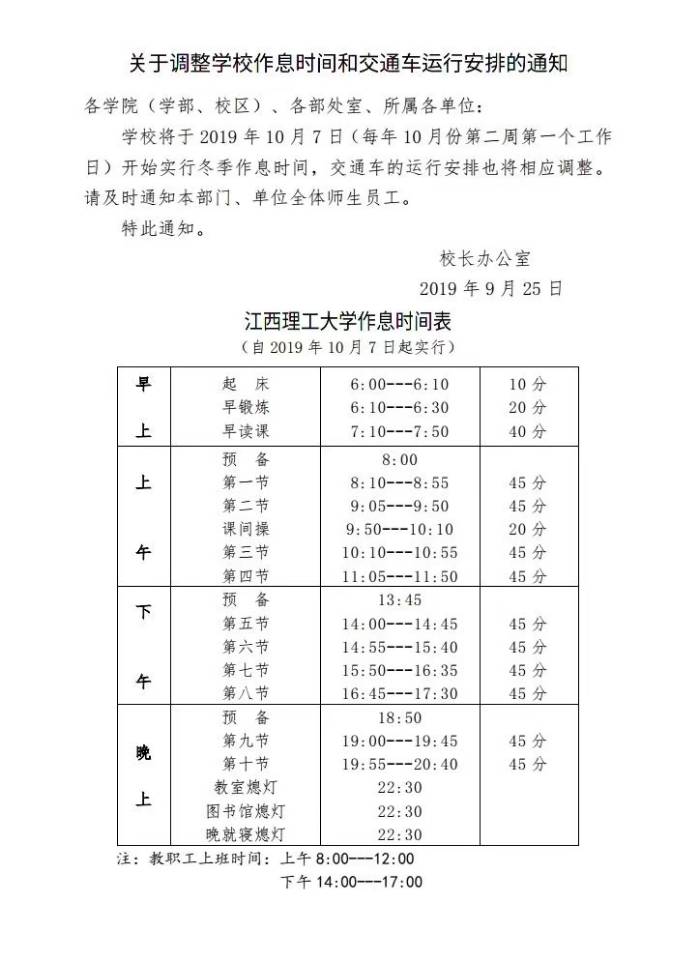 关于调整学校作息时间和交通车运行安排的通知
各学院（学部、校区）、各部处室、所属各单位：
学校将于 2019 年 10 月 7 日（每年 10 月份第二周第一个工作
日）开始实行冬季作息时间，交通车的运行安排也将相应调整。
请及时通知本部门、单位全体师生员工。
特此通知。
校长办公室
2019 年 9 月 25 日
江西理工大学作息时间表
（自 2019 年 10 月 7 日起实行）
早 起 床 6:00---6:10 10 分
早锻炼 6:10---6:30 20 分
上 早读课 7:10---7:50 40 分
预 备 8:00
上 第一节 8:10---8:55 45 分
第二节 9:05---9:50 45 分
课间操 9:50---10:10 20 分
午 第三节 10:10---10:55 45 分
第四节 11:05---11:50 45 分
下 预 备 13:45
第五节 14:00---14:45 45 分
第六节 14:55---15:40 45 分
午 第七节 15:50---16:35 45 分
第八节 16:45---17:30 45 分
预 备 18:50
晚 第九节 19:00---19:45 45 分
第十节 19:55---20:40 45 分
上 教室熄灯 22:30
图书馆熄灯 22:30
晚就寝熄灯 22:30
注：教职工上班时间：上午 8:00---12:00
下午 14:00---17:00